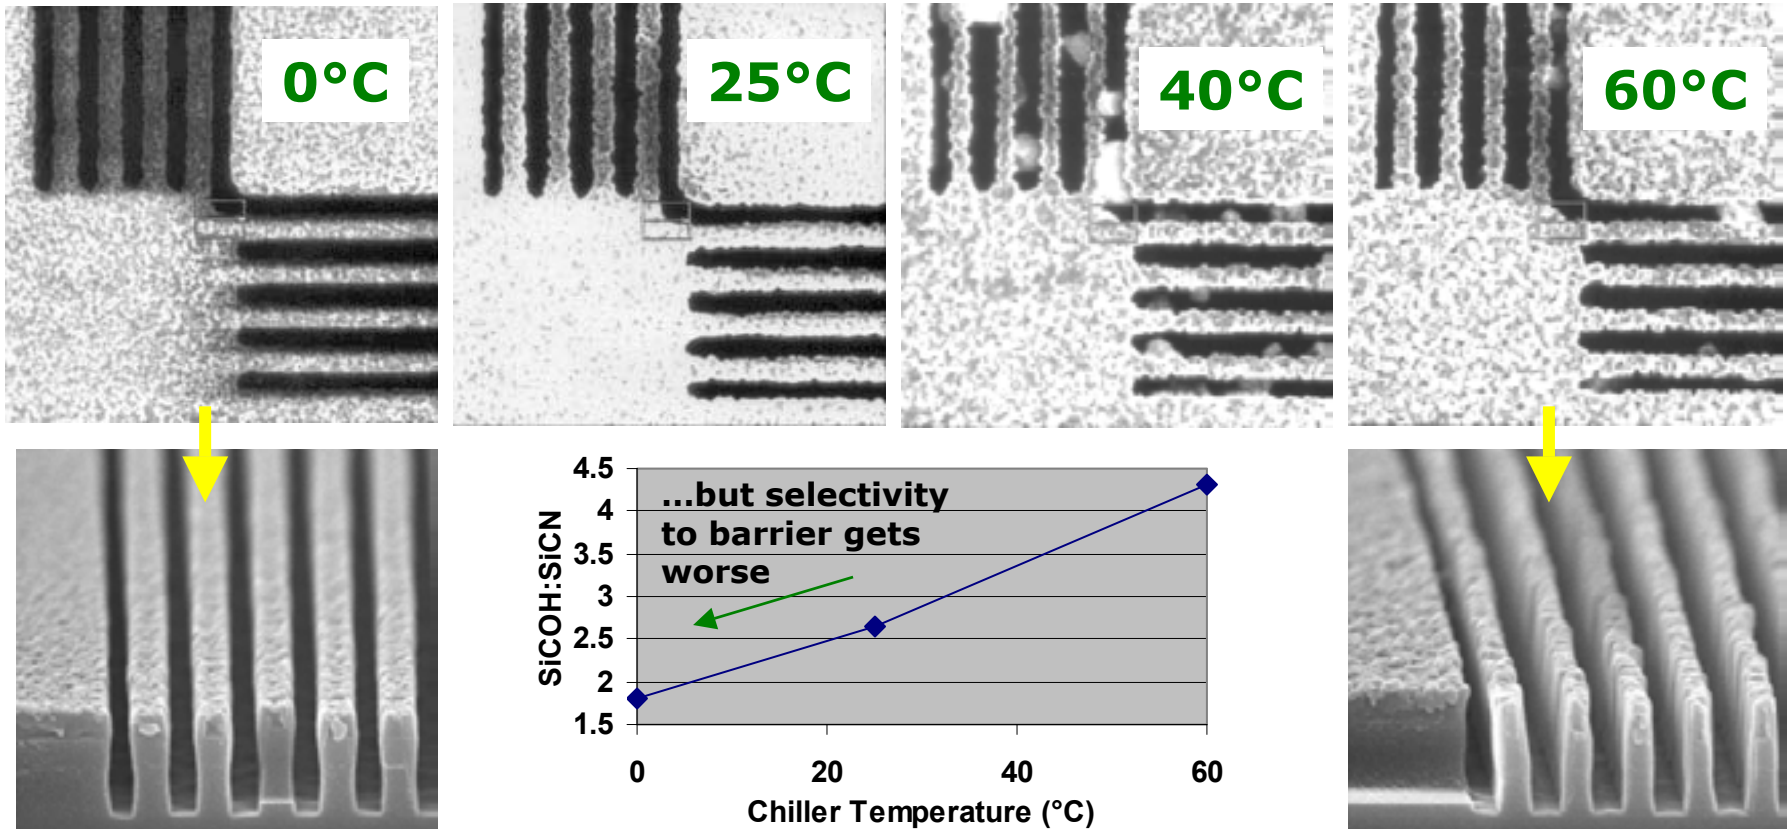 0°C
25°C
40°C
60°C
...but selectivity
to barrier gets
worse
SiCOH:SiCN
4.5
4
3.5
3
2.5
2
1.5
0
20
40
60
Chiller Temperature (°C)